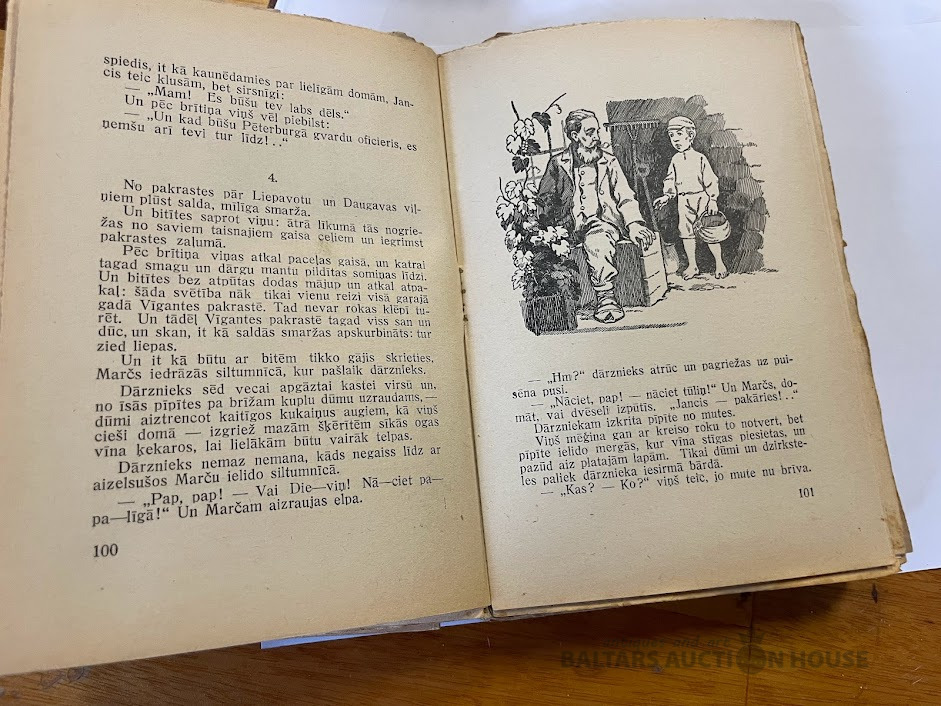 spiedis, it kā kaunēdamies par lielīgām domām, Jan-
cis teic klusām, bet sirsnīgi:
— „Mam! Es būšu tev labs dēls.“
Un pēc brītiņa viņš vēl piebilst:
— „Un kad būšu Pēterburgā gvardu oficieris, es
ņemšu arī tevi tur līdz!..“
4.
No pakrastes pār Liepavotu un Daugavas vil-
ņiem plūst salda, mīlīga smarža.
Un bitītes saprot viņu: ātrā līkumā tās nogrie-
žas no saviem taisnajiem gaisa ceļiem un iegrimst
pakrastes zaļumā.
Pēc brītiņa viņas atkal paceļas gaisā, un katrai
tagad smagu un dārgu mantu pildītas somiņas līdzi.
Un bitītes bez atpūtas dodas mājup un atkal atpa-
kaļ: šāda svētība nāk tikai vienu reizi visā garajā
gadā Vīgantes pakrastē. Tad nevar rokas klēpī tu-
rēt. Un tādēļ Vīgantes pakrastē tagad viss san un
dūc, un skan, it kā saldās smaržas apskurbināts: tur
zied liepas.
Un it kā būtu ar bitēm tikko gājis skrieties,
Marčs iedrāzās siltumnīcā, kur pašlaik dārznieks.
Dārznieks sēd vecai apgāztai kastei virsū un,
no īsās pīpītes pa brīžam kuplu dūmu uzraudams, —
dūmi aiztrencot kaitīgos kukaiņus augiem, kā viņš
cieši domā — izgriež mazām šķērītēm sīkās ogas
vīna ķekaros, lai lielākām būtu vairāk telpas.
Dārznieks nemaz nemana, kāds negaiss līdz ar
aizelsušos Marču ielido siltumnīcā.
— „Pap, pap! — Vai Die—viņ! Nā—ciet pa-
pa—līgā!“ Un Marčam aizraujas elpa.
100
— „Hm?“ dārznieks atrūc un pagriežas uz pui-
sēna pusi.
— „Nāciet, pap! — nāciet tūliņ!“ Un Marčs, do-
māt, vai dvēseli izpūtīs. „Jancis — pakāries!..“
Dārzniekam izkrīta pīpīte no mutes.
Viņš mēģina gan ar kreiso roku to notvert, bet
pīpīte ielido mergās, kur vīna stīgas piesietas, un
pazūd aiz platajām lapām. Tikai dūmi un dzirkste-
les paliek dārznieka iesirmā bārdā.
— „Kas? — Ko?“ viņš teic, jo mute nu brīva.
101
BALTARS AUCTION HOUSE